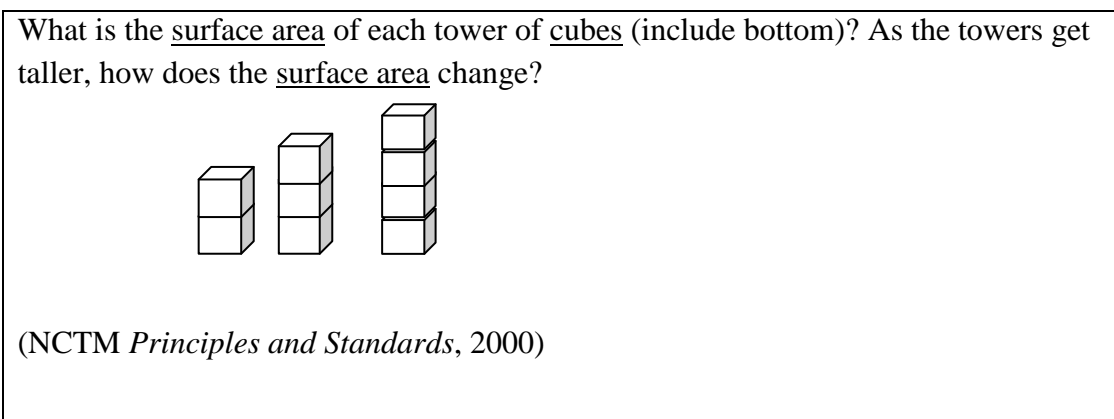 What is the surface area of each tower of cubes (include bottom)? As the towers get
taller, how does the surface area change?
(NCTM Principles and Standards, 2000)